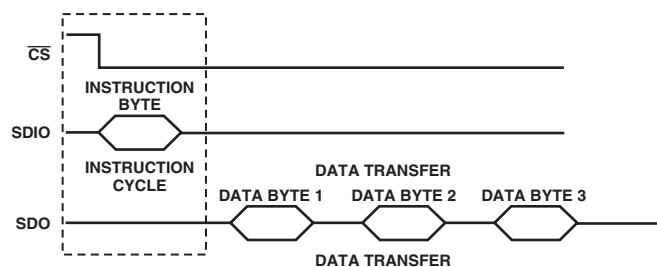 CS
INSTRUCTION
BYTE
SDIO
INSTRUCTION
CYCLE
DATA TRANSFER
DATA BYTE 1 DATA BYTE 2 DATA BYTE 3
SDO
DATA TRANSFER